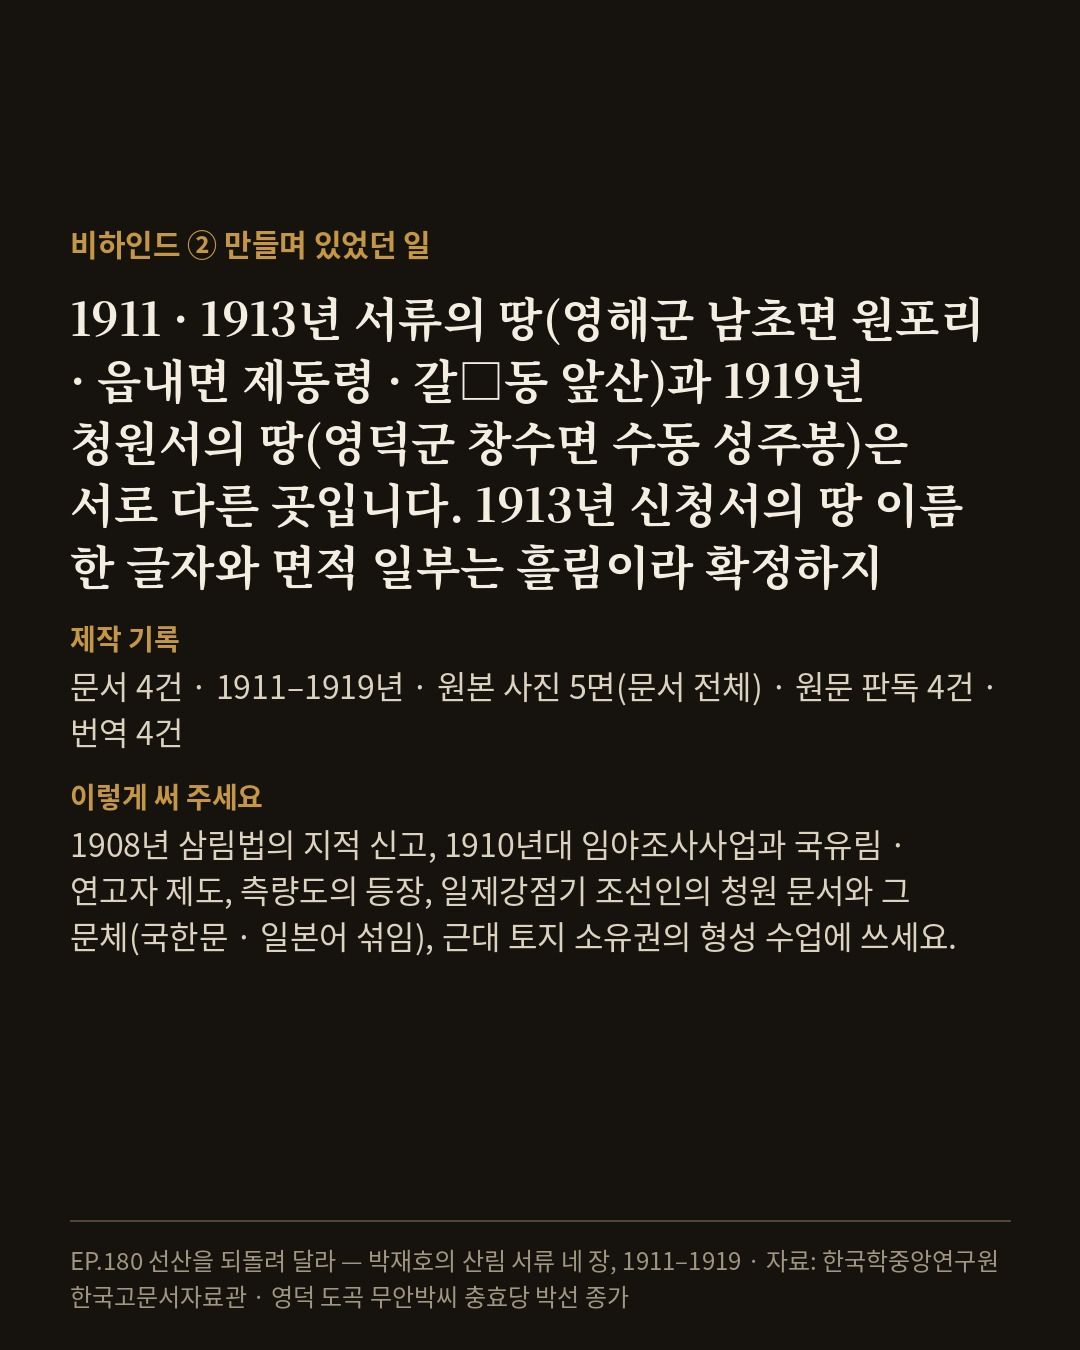 비하인드 ② 만들며 있었던 일
1911 · 1913년 서류의 땅(영해군 남초면 원포리
· 읍내면 제동령 · 갈□동 앞산)과 1919년
청원서의 땅(영덕군 창수면 수동 성주봉)은
서로 다른 곳입니다. 1913년 신청서의 땅 이름
한 글자와 면적 일부는 흘림이라 확정하지
제작 기록
문서 4건 · 1911–1919년 · 원본 사진 5면(문서 전체) · 원문 판독 4건 ·
번역 4건
이렇게 써 주세요
1908년 삼림법의 지적 신고, 1910년대 임야조사사업과 국유림 ·
연고자 제도, 측량도의 등장, 일제강점기 조선인의 청원 문서와 그
문체(국한문 · 일본어 섞임), 근대 토지 소유권의 형성 수업에 쓰세요.
EP.180 선산을 되돌려 달라 — 박재호의 산림 서류 네 장, 1911–1919 · 자료: 한국학중앙연구원
한국고문서자료관 · 영덕 도곡 무안박씨 충효당 박선 종가